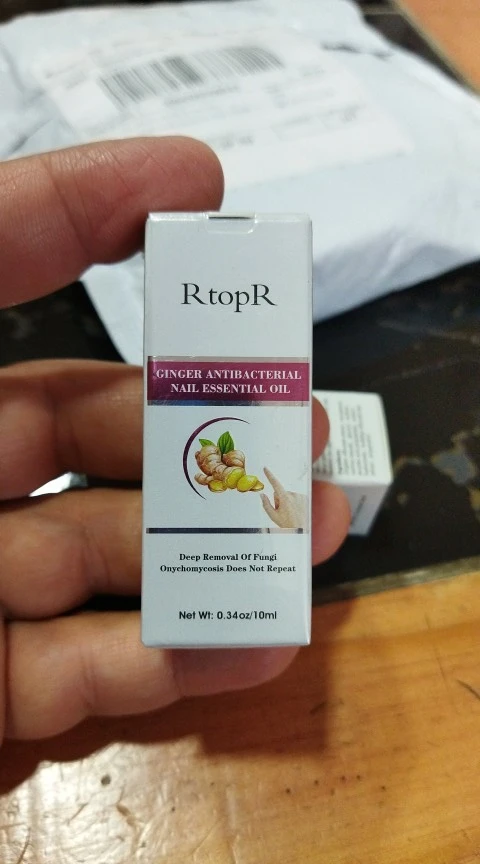 RtopR
GINGER ANTIBACTERIAL
NAIL ESSENTIAL OIL
Deep Removal Of Fungi
Onychomycosis Does Not Repeat
Net Wt: 0.34oz/10ml